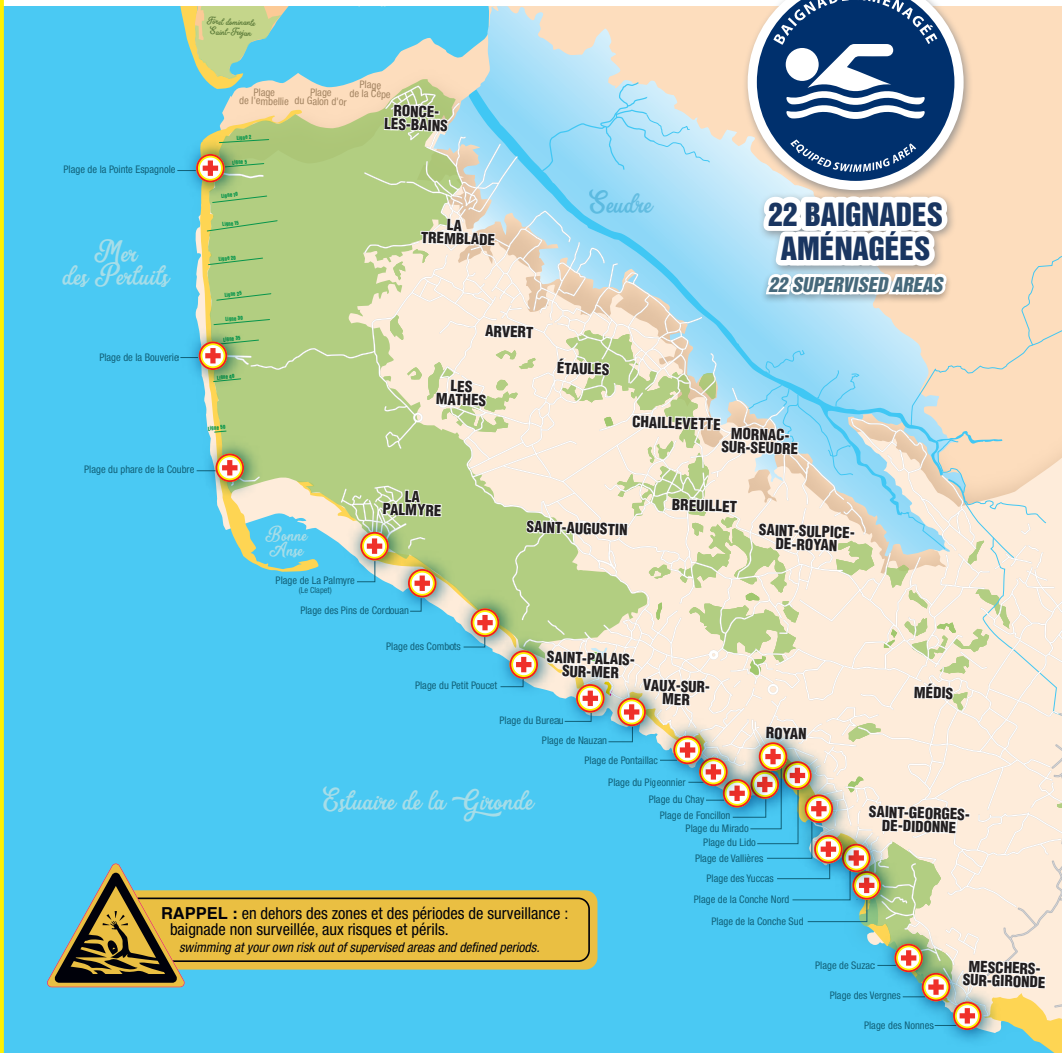 Forêt dominante
Saint-Trojan
Plage
de l'embellie
Plage
du Galon d'or
Plage
de la Cèpe
RONCE-
LES-BAINS
BAIGNADE AMÉNAGÉE
EQUIPED SWIMMING AREA
22 BAIGNADES
AMÉNAGÉES
22 SUPERVISED AREAS
Seudre
Plage de la Pointe Espagnole
LA
TREMBLADE
Mer
des Pertuits
ARVERT
Plage de la Bouverie
ÉTAULES
LES
MATHES
CHAILLEVETTE
MORNAC-
SUR-SEUDRE
Plage du phare de la Coubre
LA
PALMYRE
BREUILLET
SAINT-AUGUSTIN
SAINT-SULPICE-
DE-ROYAN
Bonne
Anse
Plage de La Palmyre
(Le Clapet)
Plage des Pins de Cordouan
Plage des Combots
SAINT-PALAIS-
SUR-MER
Plage du Petit Poucet
VAUX-SUR-
MER
MÉDIS
Plage du Bureau
Plage de Nauzan
ROYAN
Plage de Pontaillac
Plage du Pigeonnier
Plage du Chay
Estuaire de la Gironde
Plage de Foncillon
Plage du Mirado
SAINT-GEORGES-
DE-DIDONNE
Plage du Lido
Plage de Vallières
Plage des Yuccas
Plage de la Conche Nord
Plage de la Conche Sud
RAPPEL : en dehors des zones et des périodes de surveillance :
baignade non surveillée, aux risques et périls.
swimming at your own risk out of supervised areas and defined periods.
Plage de Suzac
MESCHERS-
SUR-GIRONDE
Plage des Vergnes
Plage des Nonnes